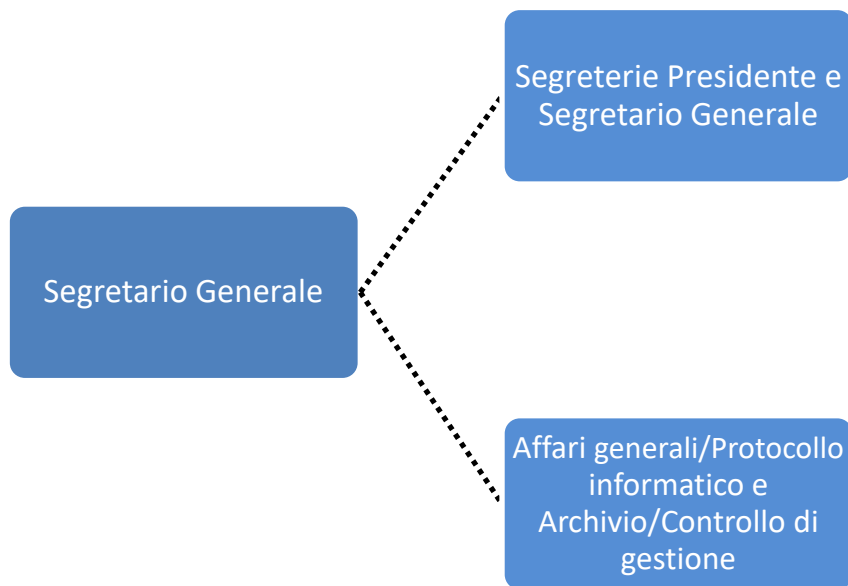 Segreterie Presidente e
Segretario Generale
Segretario Generale
Affari generali/Protocollo
informatico e
Archivio/Controllo di
gestione